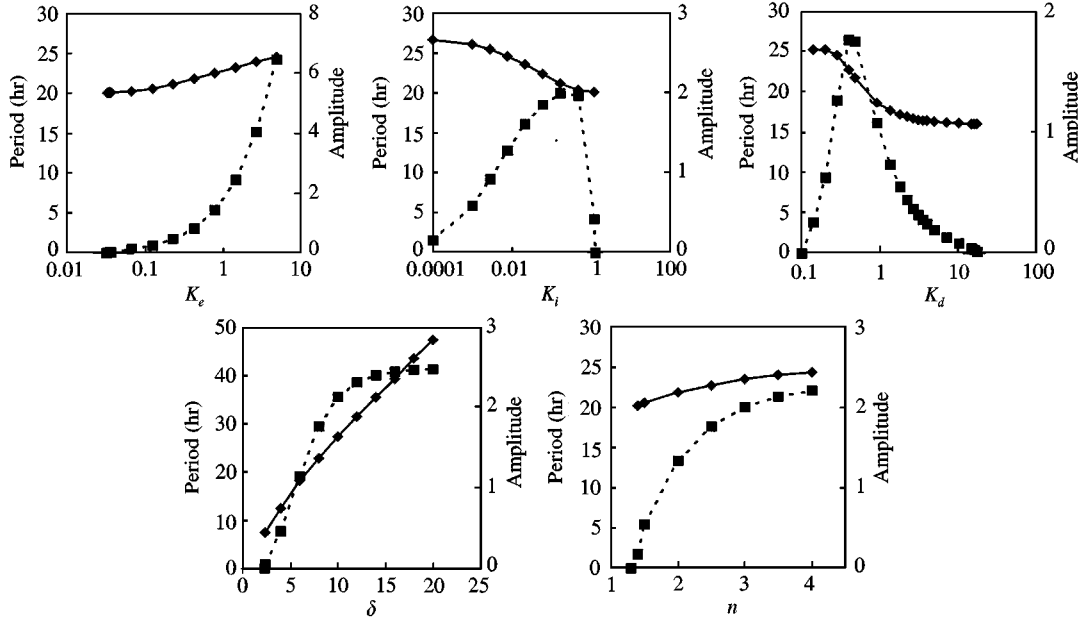 30 25 20 15 10 5 0
Period (hr)
8 6 4 2 0
Amplitude
0.01 0.1 1 10
K_e
30 25 20 15 10 5 0
Period (hr)
3 2 1 0
Amplitude
0.0001 0.01 1 100
K_i
30 25 20 15 10 5 0
Period (hr)
2 1 0
Amplitude
0.1 1 10 100
K_d
50 40 30 20 10 0
Period (hr)
3 2 1 0
Amplitude
0 5 10 15 20 25
δ
30 25 20 15 10 5 0
Period (hr)
3 2 1 0
Amplitude
1 2 3 4
n